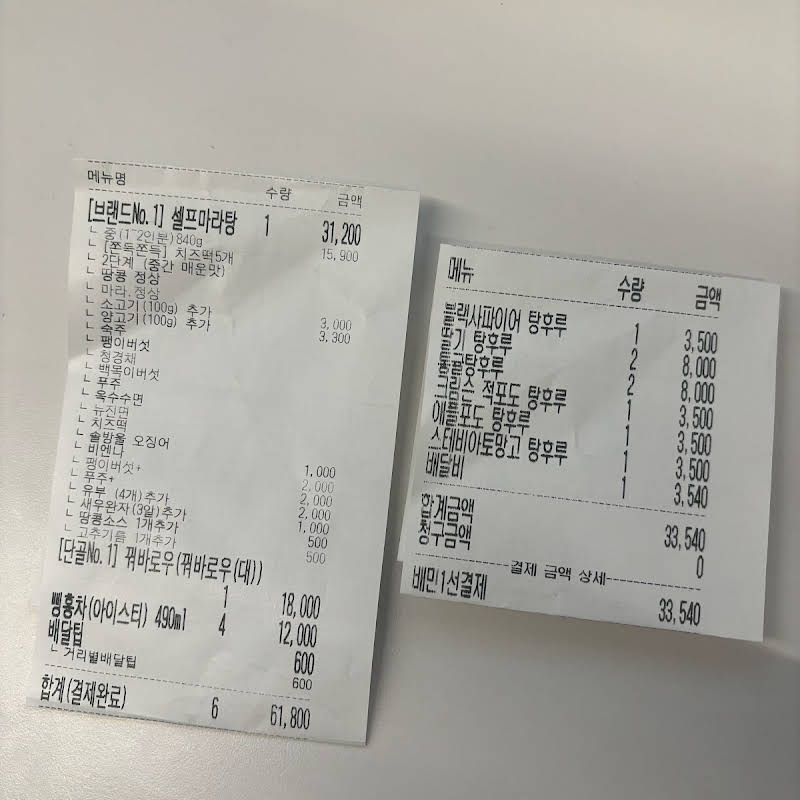 메뉴명 수량 금액
[브랜드No.1] 셀프마라탕 1 31,200
ㄴ 중(1~2인분)840g 15,900
ㄴ [쫀득쫀득] 치즈떡5개
ㄴ 2단계 (중간 매운맛)
ㄴ 땅콩 정상
ㄴ 마라.정상
ㄴ 소고기(100g) 추가 3,000
ㄴ 양고기(100g) 추가 3,300
ㄴ 숙주
ㄴ 팽이버섯
ㄴ 청경채
ㄴ 백목이버섯
ㄴ 푸주
ㄴ 옥수수면
ㄴ 뉴진면
ㄴ 치즈떡
ㄴ 솔방울 오징어
ㄴ 비엔나 1,000
ㄴ 팽이버섯+ 2,000
ㄴ 푸주+ 2,000
ㄴ 유부 (4개)추가 2,000
ㄴ 새우완자(3알)추가 1,000
ㄴ 땅콩소스 1개추가 500
ㄴ 고추기름 1개추가 500
[단골No.1] 꿔바로우(꿔바로우(대))
1 18,000
삥홍차(아이스티) 490ml 4 12,000
배달팁 600
ㄴ 거리별배달팁 600
합계(결제완료) 6 61,800
메뉴 수량 금액
블랙사파이어 탕후루 1 3,500
딸기 탕후루 2 8,000
통귤탕후루 2 8,000
크림슨 적포도 탕후루 1 3,500
애플포도 탕후루 1 3,500
스테비아토망고 탕후루 1 3,500
배달비 1 3,540
합계금액 33,540
청구금액 0
결제 금액 상세
배민1선결제 33,540